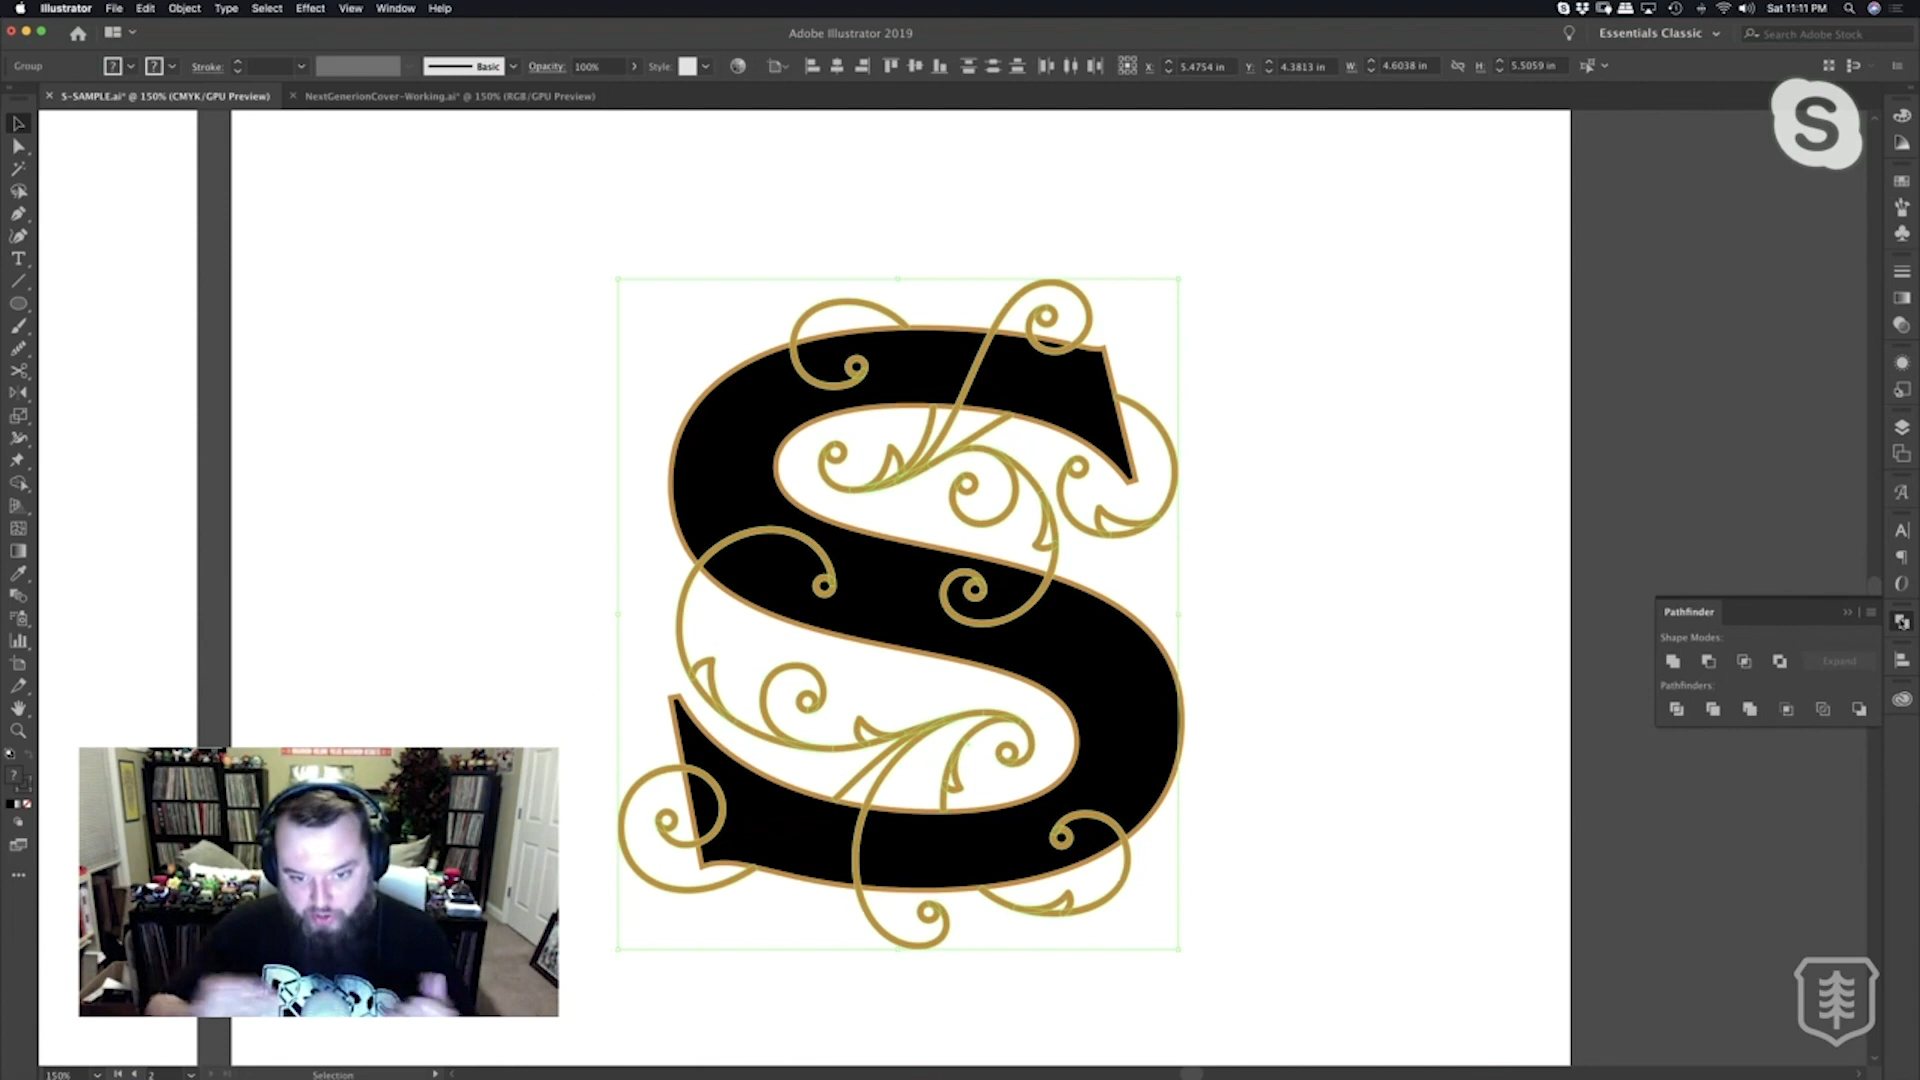 Illustrator File Edit Object Type Select Effect View Window Help
Sat 11:11 PM
Adobe Illustrator 2019
Essentials Classic
Search Adobe Stock
Group
? ? Stroke: Basic Opacity: 100% Style: X: 5.4754 in Y: 4.3813 in W: 4.6038 in H: 5.5059 in
× S-SAMPLE.ai* @ 150% (CMYK/GPU Preview) × NextGenerionCover-Working.ai* @ 150% (RGB/GPU Preview)
S
S
Pathfinder
Shape Modes:
Expand
Pathfinders:
150% 2 Selection